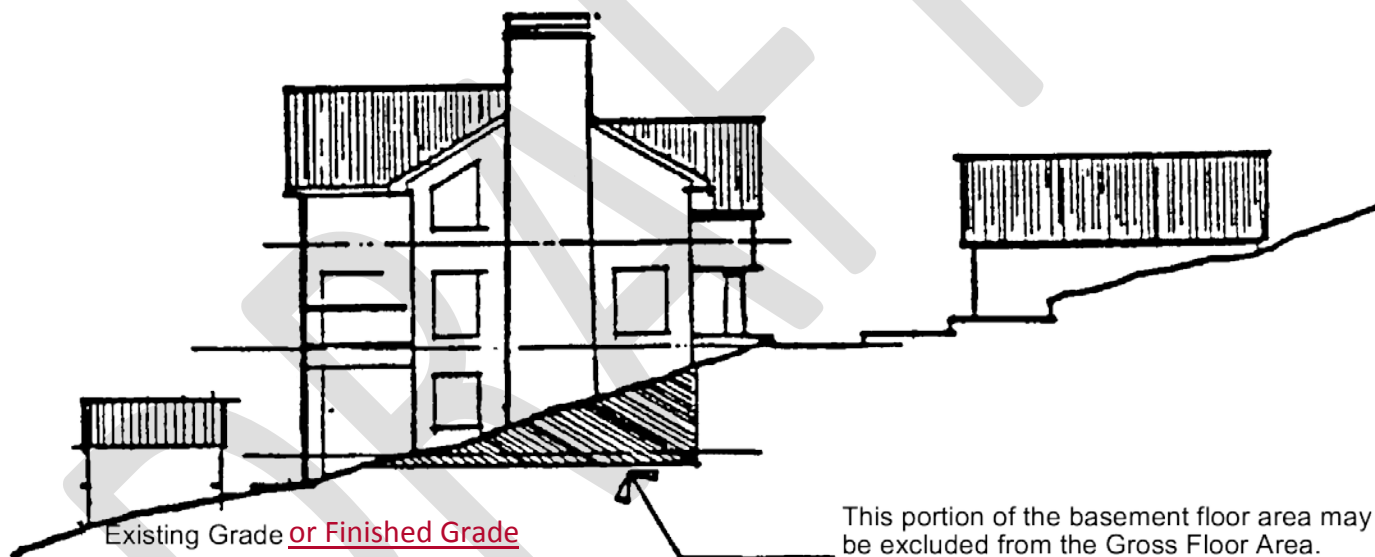 DRAFT
Existing Grade or Finished Grade
This portion of the basement floor area may
be excluded from the Gross Floor Area.